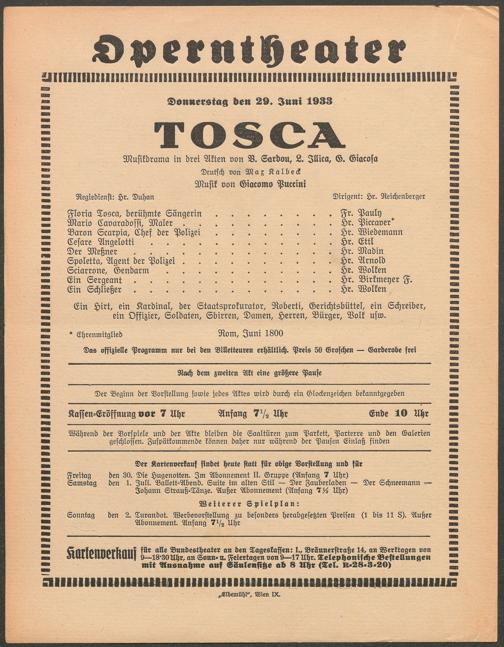 Operntheater
Donnerstag den 29. Juni 1933
TOSCA
Musikdrama in drei Akten von V. Sardou, L. Illica, G. Giacosa
Deutsch von Max Kalbeck
Musik von Giacomo Puccini
Regiedienst: Hr. Duhan Dirigent: Hr. Reichenberger
Floria Tosca, berühmte Sängerin . . . . . . . . . Fr. Pauly
Mario Cavaradossi, Maler . . . . . . . . . . Hr. Piccaver*
Baron Scarpia, Chef der Polizei . . . . . . . . . Hr. Wiedemann
Cesare Angelotti . . . . . . . . . . . . Hr. Ettl
Der Meßner . . . . . . . . . . . . . Hr. Madin
Spoletta, Agent der Polizei . . . . . . . . . . Hr. Arnold
Sciarrone, Gendarm . . . . . . . . . . . Hr. Wolken
Ein Sergeant . . . . . . . . . . . . . Hr. Birkmeyer F.
Ein Schließer . . . . . . . . . . . . . Hr. Wolken
Ein Hirt, ein Kardinal, der Staatsprokurator, Roberti, Gerichtsbüttel, ein Schreiber,
ein Offizier, Soldaten, Sbirren, Damen, Herren, Bürger, Volk usw.
* Ehrenmitglied Rom, Juni 1800
Das offizielle Programm nur bei den Billetteuren erhältlich. Preis 50 Groschen — Garderobe frei
Nach dem zweiten Akt eine größere Pause
Der Beginn der Vorstellung sowie jedes Aktes wird durch ein Glockenzeichen bekanntgegeben
Kassen-Eröffnung vor 7 Uhr Anfang 7½ Uhr Ende 10 Uhr
Während der Vorspiele und der Akte bleiben die Saaltüren zum Parkett, Parterre und den Galerien
geschlossen. Zuspätkommende können daher nur während der Pausen Einlaß finden
Der Kartenverkauf findet heute statt für obige Vorstellung und für
Freitag den 30. Die Hugenotten. Im Abonnement II. Gruppe (Anfang 7 Uhr)
Samstag den 1. Juli. Ballett-Abend. Suite im alten Stil — Der Zauberladen — Der Schneemann —
Johann Strauß-Tänze. Außer Abonnement (Anfang 7½ Uhr)
Weiterer Spielplan:
Sonntag den 2. Turandot. Werbevorstellung zu besonders herabgesetzten Preisen (1 bis 11 S). Außer
Abonnement. Anfang 7½ Uhr
Kartenverkauf für alle Bundestheater an den Tageskassen: I., Bräunerstraße 14, an Werktagen von
9—18·30 Uhr, an Sonn- u. Feiertagen von 9—17 Uhr. Telephonische Bestellungen
mit Ausnahme auf Säulensitze ab 8 Uhr (Tel. R-28-3-20)
„Elbemühl“, Wien IX.